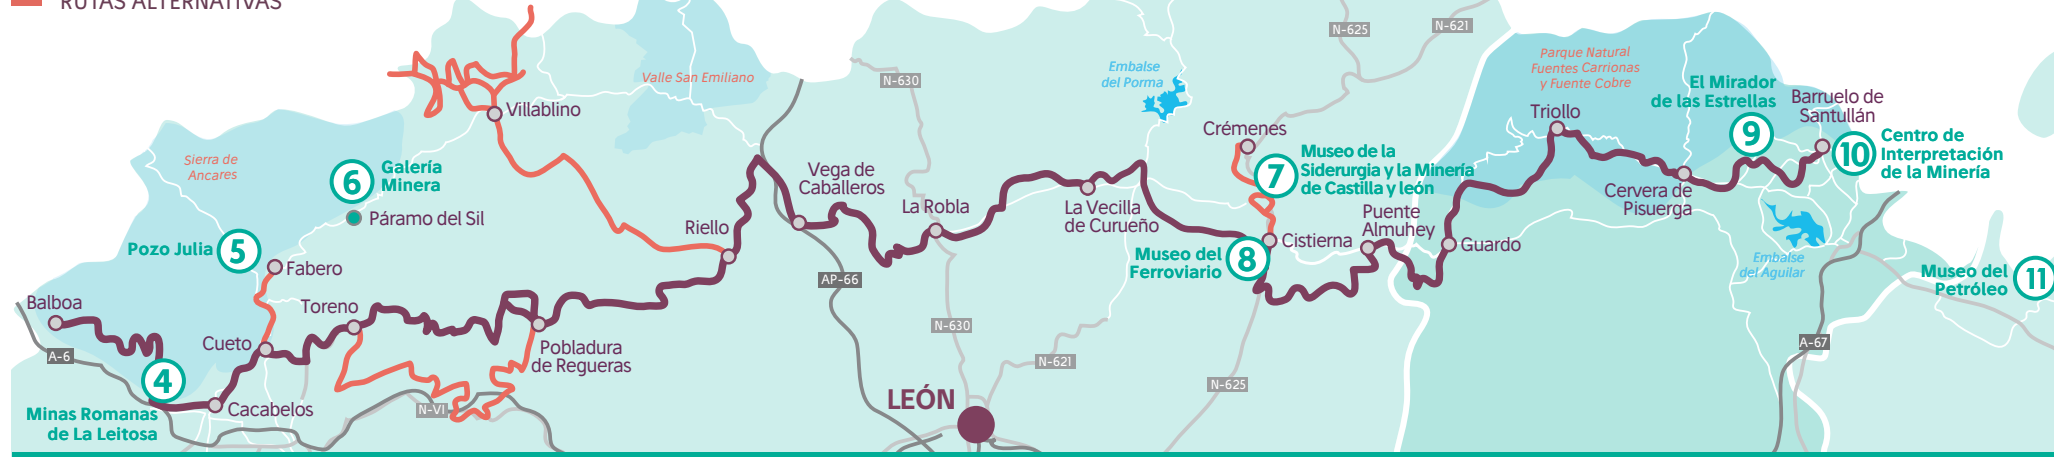 RUTAS ALTERNATIVAS
N-625
N-621
Parque Natural
Fuentes Carrionas
y Fuente Cobre
Valle San Emiliano
N-630
Embalse
del Porma
El Mirador
de las Estrellas
9
Barruelo de
Santullán
Villablino
Triollo
Crémenes
10
Centro de
Interpretación
de la Minería
Sierra de
Ancares
6
Galería
Minera
Vega de
Caballeros
7
Museo de la
Siderurgia y la Minería
de Castilla y león
Cervera de
Pisuerga
Páramo del Sil
La Robla
La Vecilla
de Curueño
Puente
Almuhey
Riello
Pozo Julia
5
Cistierna
Guardo
Museo del
Ferroviario
8
Fabero
Embalse
del Aguilar
AP-66
Museo del
Petróleo
11
Balboa
Toreno
N-630
Cueto
A-6
Pobladura
de Regueras
N-621
A-67
4
N-625
LEÓN
Cacabelos
N-VI
Minas Romanas
de La Leitosa